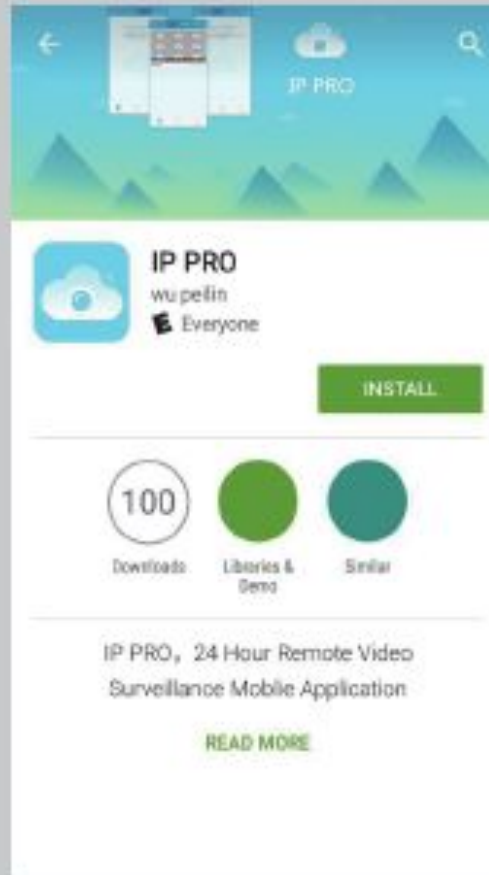 IP PRO
IP PRO
wu peilin
Everyone
INSTALL
100
Downloads
Libraries &
Demo
Similar
IP PRO, 24 Hour Remote Video
Surveillance Moblie Application
READ MORE